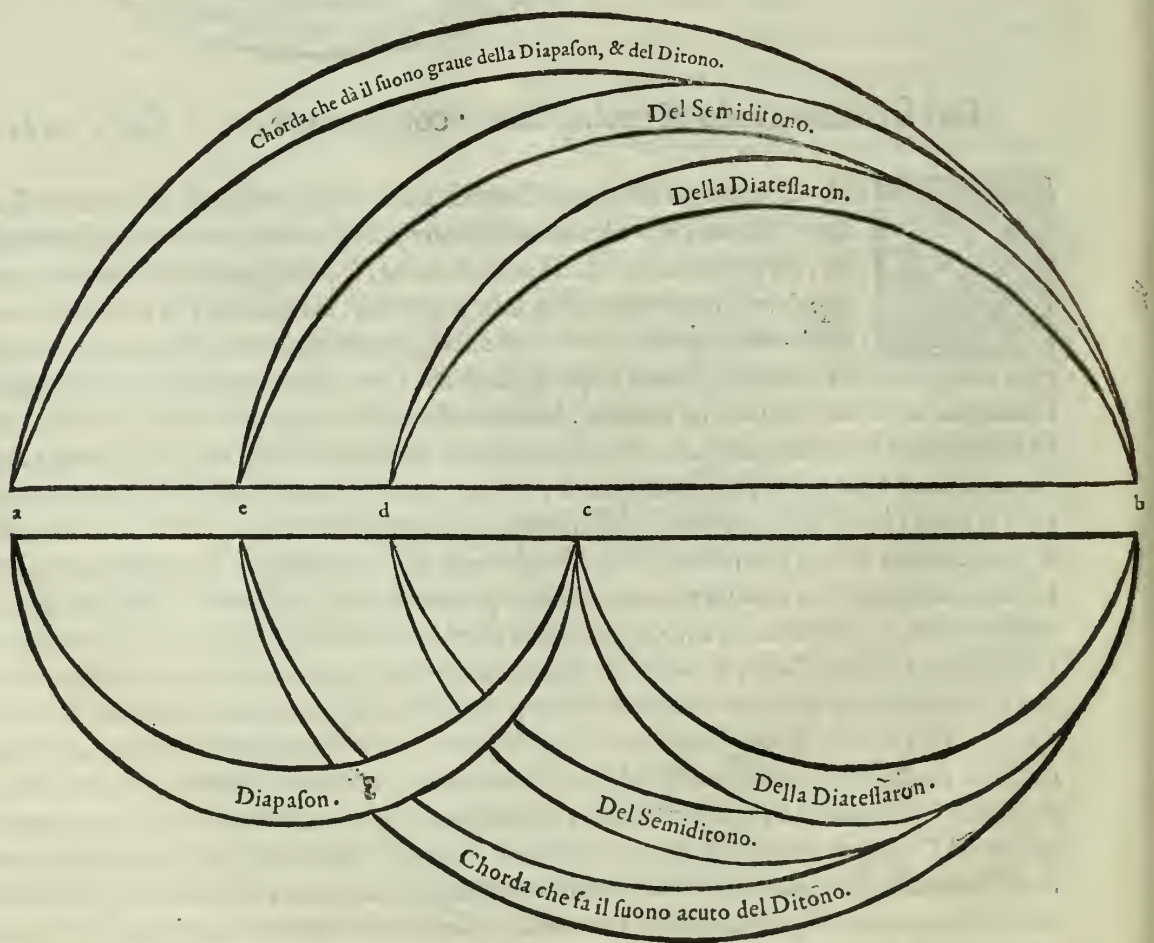 Chorda che dà il ſuono graue della Diapaſon, & del Ditono.
Del Semiditono.
Della Diateſſaron.
a e d c b
Diapaſon.
Della Diateſſaron.
Del Semiditono.
Chorda che fa il ſuono acuto del Ditono.